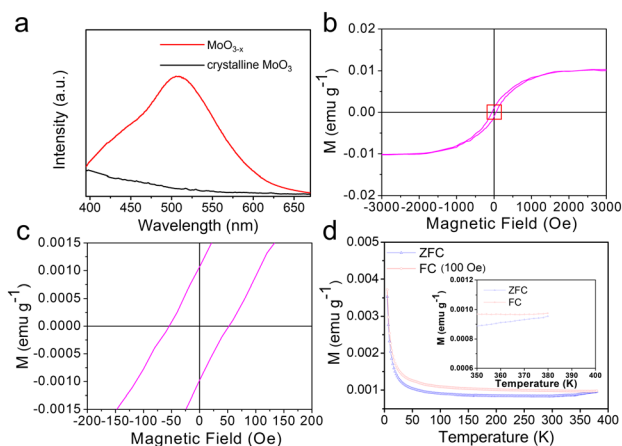 a
MoO3-x
crystalline MoO3
Intensity (a.u.)
400 450 500 550 600 650
Wavelength (nm)
b
0.02
0.01
0.00
-0.01
-0.02
M (emu g-1)
-3000 -2000 -1000 0 1000 2000 3000
Magnetic Field (Oe)
c
0.0015
0.0010
0.0005
0.0000
-0.0005
-0.0010
-0.0015
M (emu g-1)
-200 -150 -100 -50 0 50 100 150 200
Magnetic Field (Oe)
d
0.005
0.004
0.003
0.002
0.001
M (emu g-1)
ZFC
FC (100 Oe)
0 50 100 150 200 250 300 350 400
Temperature (K)
0.0012
0.0010
0.0008
0.0006
M (emu g-1)
ZFC
FC
350 360 370 380 390 400
Temperature (K)